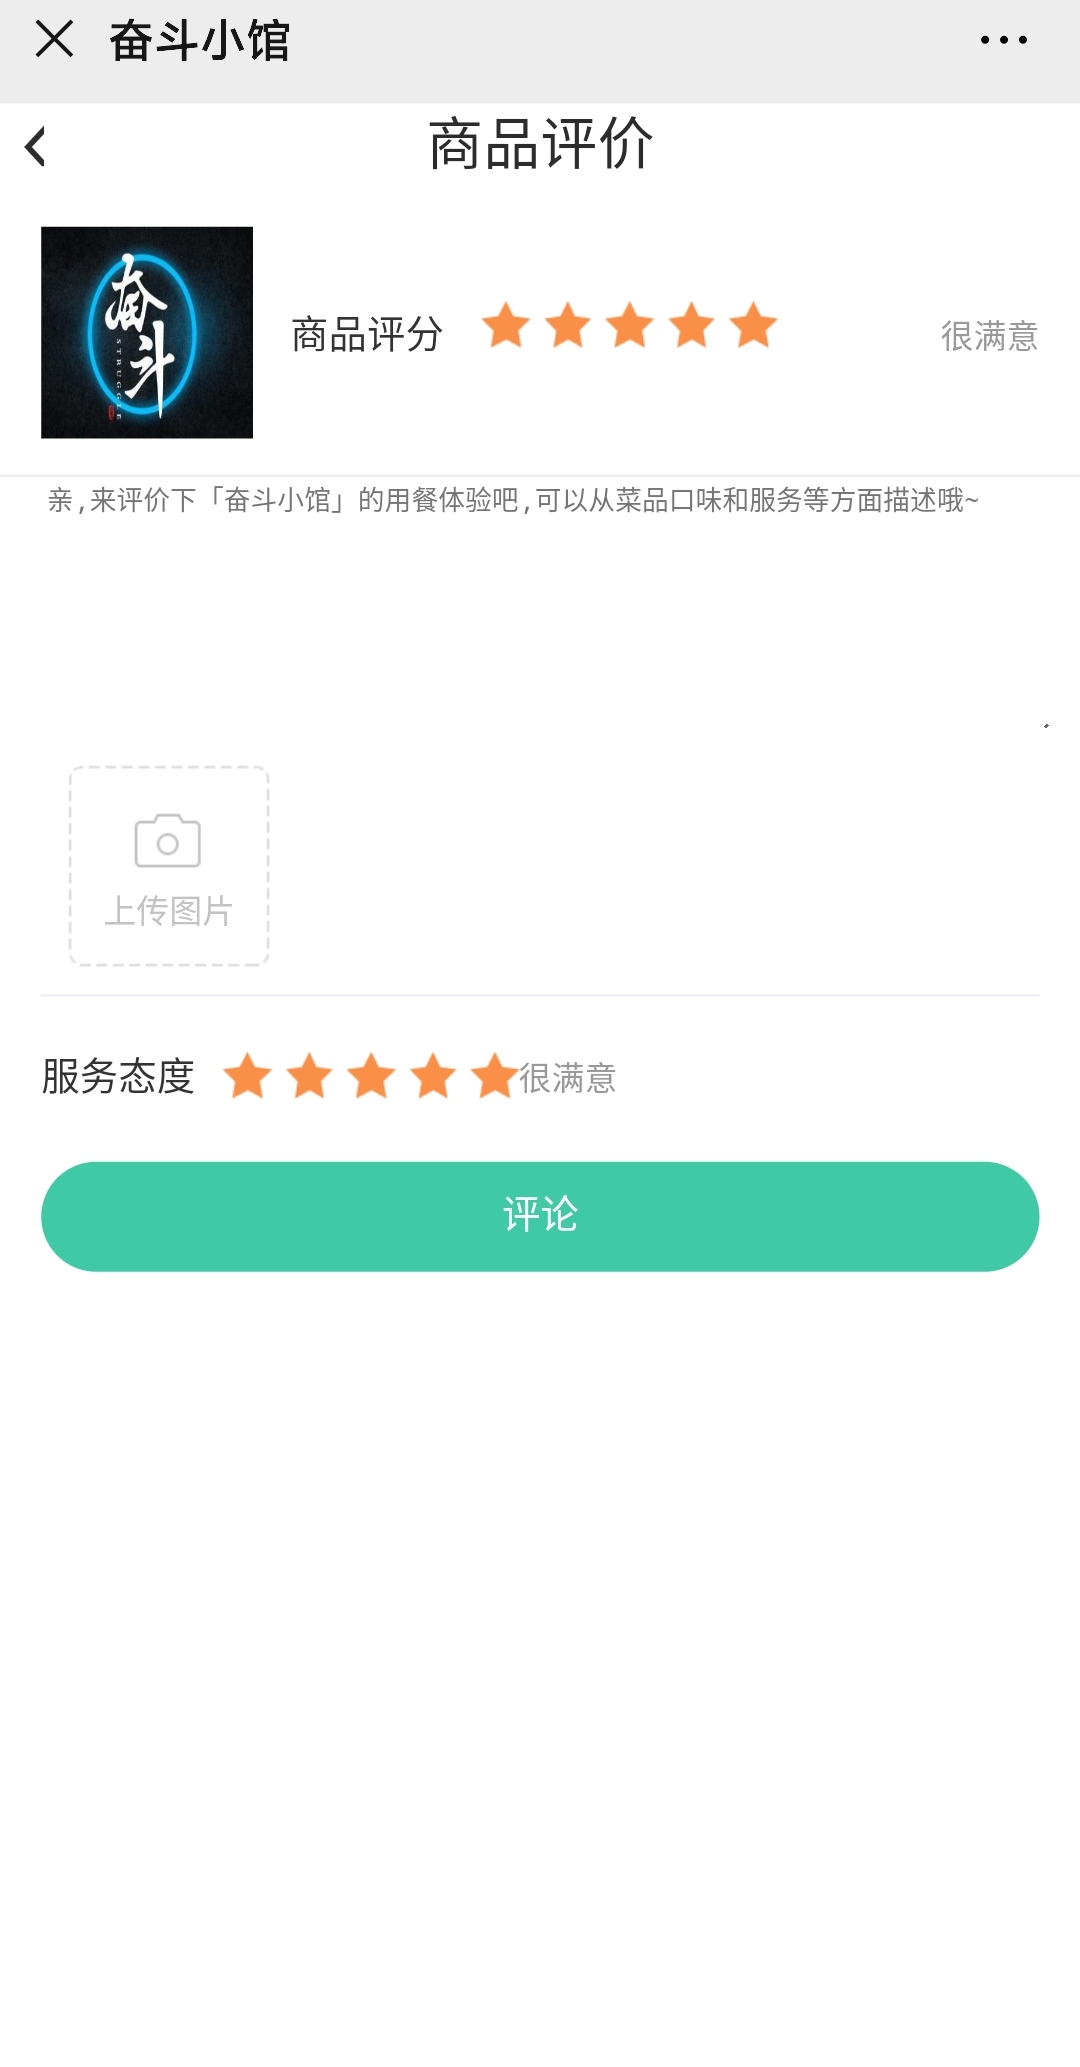 奋斗小馆
商品评价
奋斗
STRUGGLE
商品评分
很满意
亲,来评价下「奋斗小馆」的用餐体验吧,可以从菜品口味和服务等方面描述哦~
上传图片
服务态度
很满意
评论